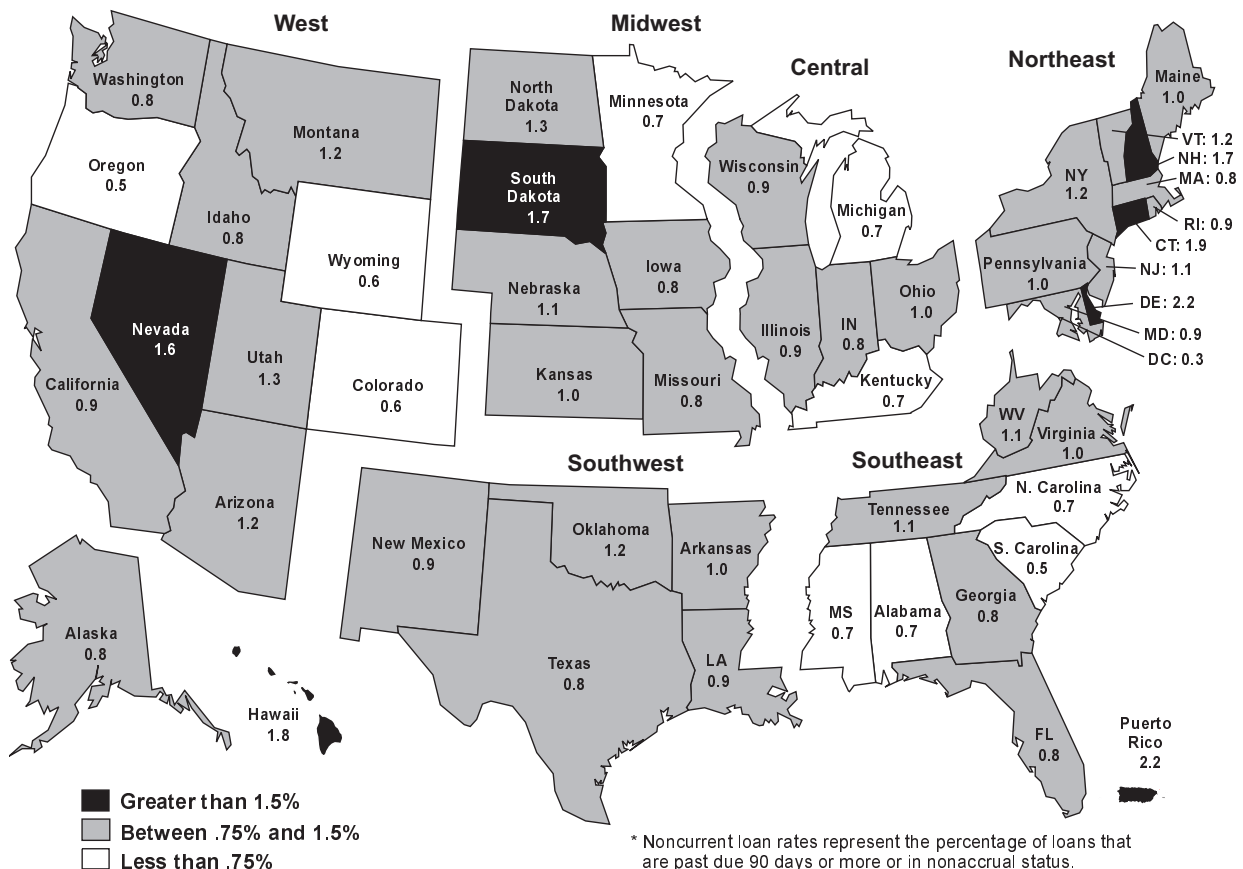 West
Midwest
Central
Northeast
Washington
0.8
Oregon
0.5
Montana
1.2
Idaho
0.8
Wyoming
0.6
Nevada
1.6
Utah
1.3
Colorado
0.6
California
0.9
Arizona
1.2
Alaska
0.8
Hawaii
1.8
North
Dakota
1.3
Minnesota
0.7
South
Dakota
1.7
Nebraska
1.1
Iowa
0.8
Kansas
1.0
Missouri
0.8
Wisconsin
0.9
Michigan
0.7
Illinois
0.9
IN
0.8
Ohio
1.0
Kentucky
0.7
Maine
1.0
VT: 1.2
NH: 1.7
MA: 0.8
NY
1.2
RI: 0.9
CT: 1.9
Pennsylvania
1.0
NJ: 1.1
DE: 2.2
MD: 0.9
DC: 0.3
Southwest
Southeast
New Mexico
0.9
Oklahoma
1.2
Arkansas
1.0
Texas
0.8
LA
0.9
WV
1.1
Virginia
1.0
N. Carolina
0.7
Tennessee
1.1
S. Carolina
0.5
MS
0.7
Alabama
0.7
Georgia
0.8
FL
0.8
Puerto
Rico
2.2
Greater than 1.5%
Between .75% and 1.5%
Less than .75%
* Noncurrent loan rates represent the percentage of loans that
are past due 90 days or more or in nonaccrual status.